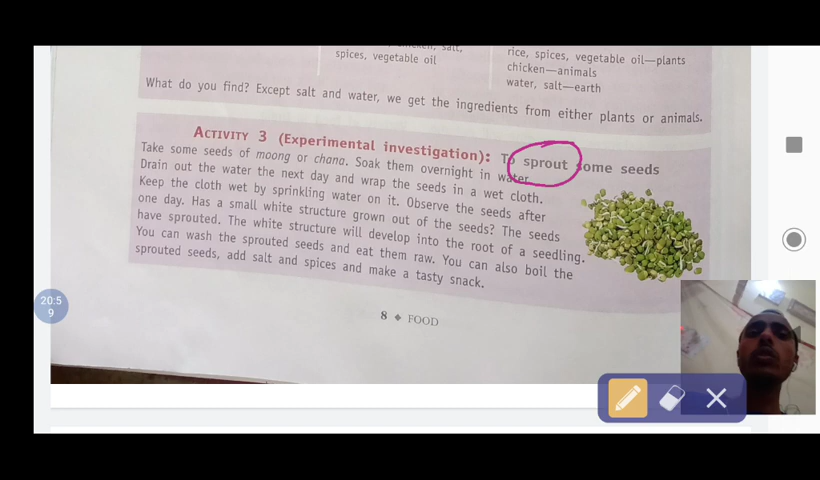 chicken, salt,
spices, vegetable oil
rice, spices, vegetable oil—plants
chicken—animals
water, salt—earth
What do you find? Except salt and water, we get the ingredients from either plants or animals.
ACTIVITY 3 (Experimental investigation): To sprout some seeds
Take some seeds of moong or chana. Soak them overnight in water.
Drain out the water the next day and wrap the seeds in a wet cloth.
Keep the cloth wet by sprinkling water on it. Observe the seeds after
one day. Has a small white structure grown out of the seeds? The seeds
have sprouted. The white structure will develop into the root of a seedling.
You can wash the sprouted seeds and eat them raw. You can also boil the
sprouted seeds, add salt and spices and make a tasty snack.
8 ❖ FOOD
20:5
9